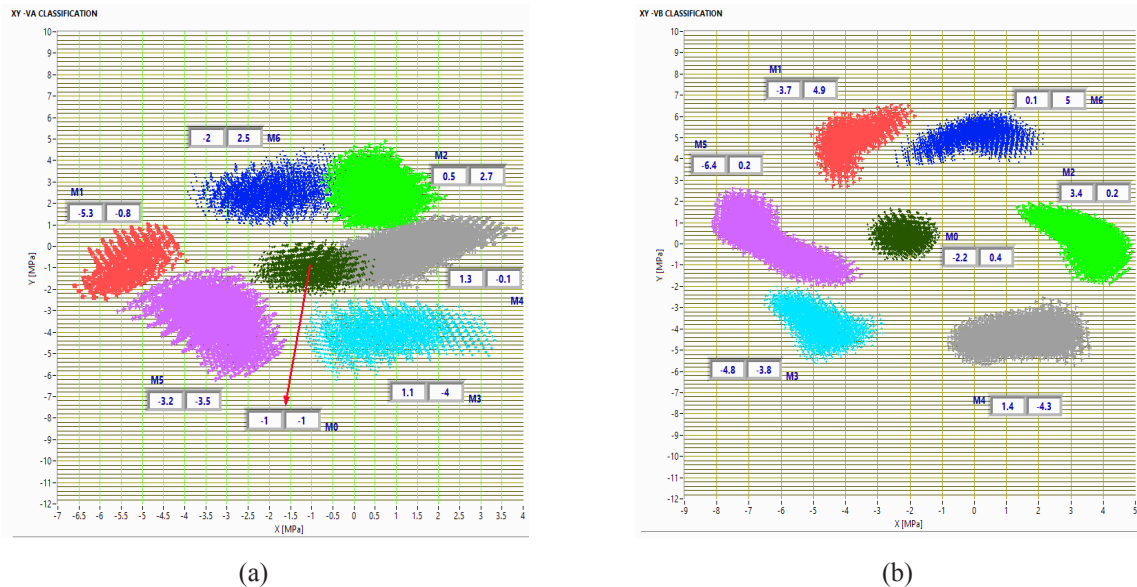 XY -VA CLASSIFICATION
10
9
8
7
6
5
4
3
2
1
0
-1
-2
-3
-4
-5
-6
-7
-8
-9
-10
-11
-12
Y [MPa]
-7 -6.5 -6 -5.5 -5 -4.5 -4 -3.5 -3 -2.5 -2 -1.5 -1 -0.5 0 0.5 1 1.5 2 2.5 3 3.5 4
X [MPa]
-2 2.5 M6
M2
0.5 2.7
M1
-5.3 -0.8
1.3 -0.1
M4
M5
-3.2 -3.5
1.1 -4
M3
-1 -1 M0
(a)
XY -VB CLASSIFICATION
10
9
8
7
6
5
4
3
2
1
0
-1
-2
-3
-4
-5
-6
-7
-8
-9
-10
-11
-12
Y [MPa]
-9 -8 -7 -6 -5 -4 -3 -2 -1 0 1 2 3 4 5
X [MPa]
M1
-3.7 4.9
0.1 5 M6
M5
-6.4 0.2
M2
3.4 0.2
M0
-2.2 0.4
-4.8 -3.8
M3
M4
1.4 -4.3
(b)